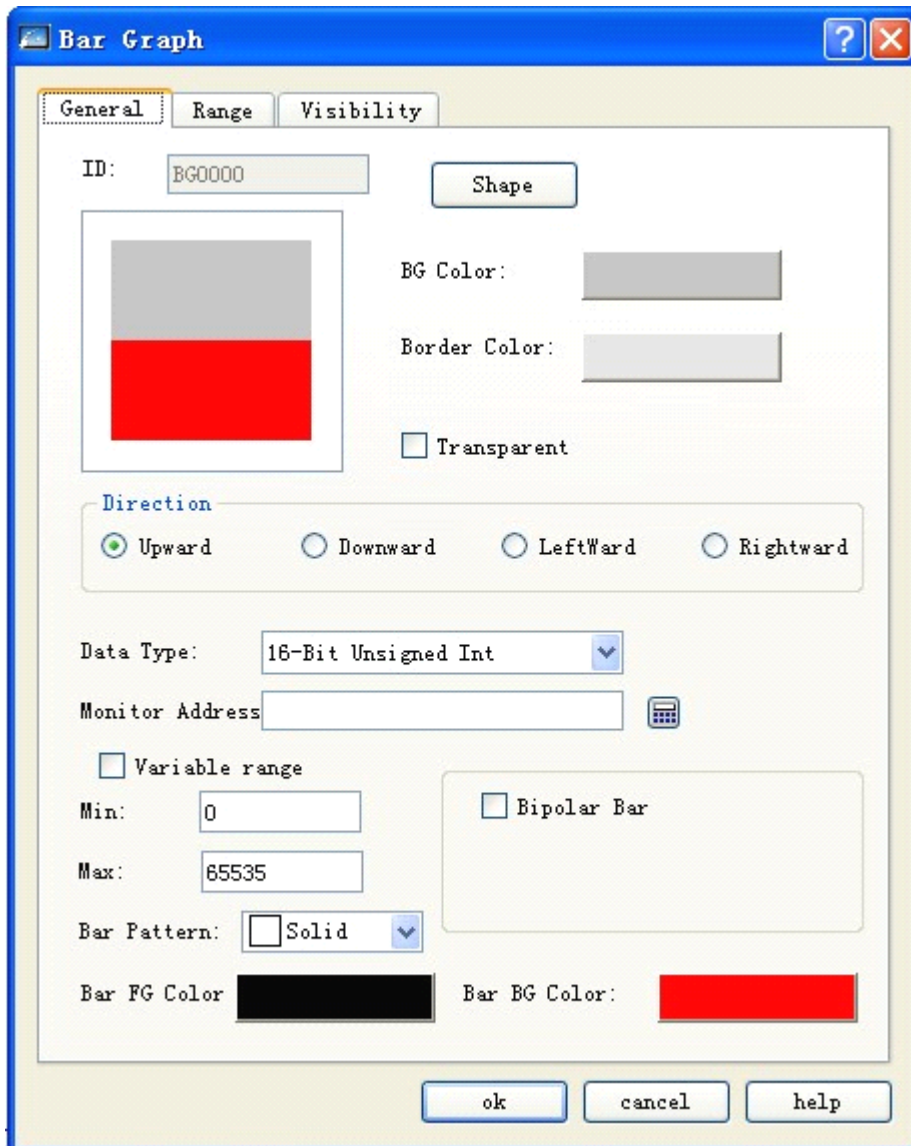 Bar Graph
General Range Visibility
ID: BG0000 Shape
BG Color:
Border Color:
Transparent
Direction
Upward Downward LeftWard Rightward
Data Type: 16-Bit Unsigned Int
Monitor Address
Variable range
Min: 0 Bipolar Bar
Max: 65535
Bar Pattern: Solid
Bar FG Color Bar BG Color:
ok cancel help